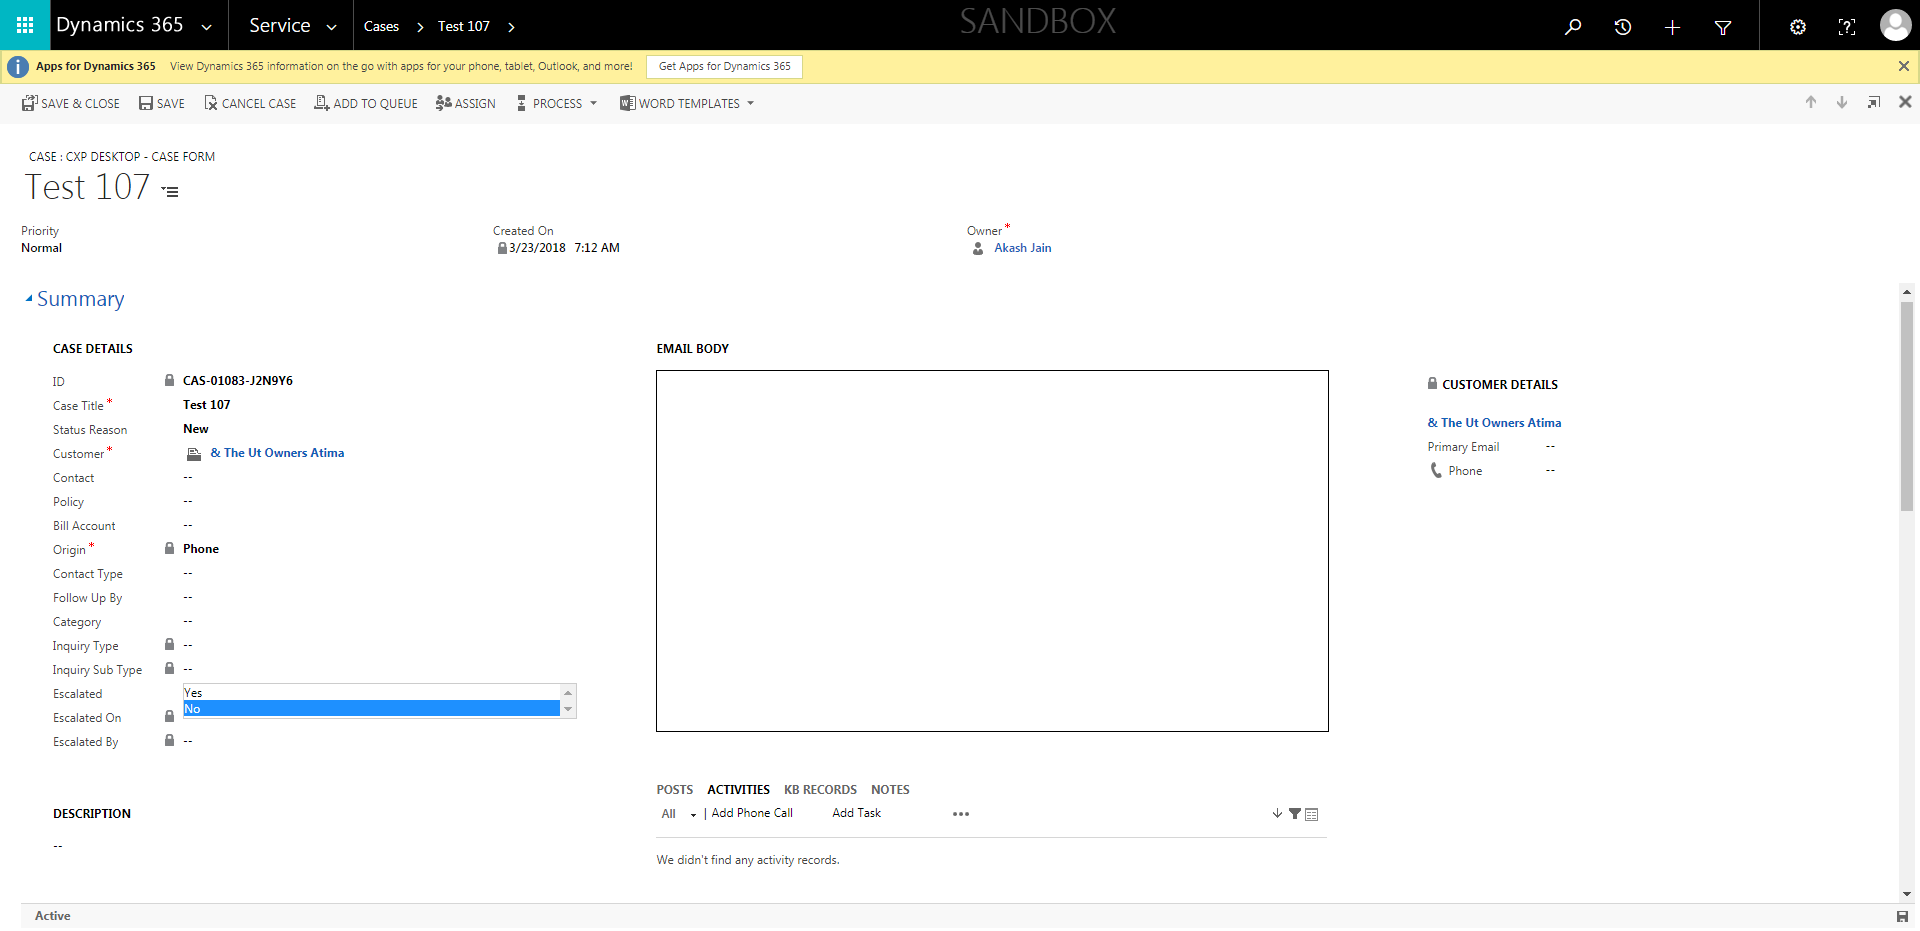 Dynamics 365 Service Cases Test 107 SANDBOX
Apps for Dynamics 365 View Dynamics 365 information on the go with apps for your phone, tablet, Outlook, and more! Get Apps for Dynamics 365
SAVE & CLOSE SAVE CANCEL CASE ADD TO QUEUE ASSIGN PROCESS WORD TEMPLATES
CASE : CXP DESKTOP - CASE FORM
Test 107
Priority Created On Owner *
Normal 3/23/2018 7:12 AM Akash Jain
Summary
CASE DETAILS
ID CAS-01083-J2N9Y6
Case Title * Test 107
Status Reason New
Customer * & The Ut Owners Atima
Contact --
Policy --
Bill Account --
Origin * Phone
Contact Type --
Follow Up By --
Category --
Inquiry Type --
Inquiry Sub Type --
Escalated Yes
No
Escalated On
Escalated By --
DESCRIPTION
--
EMAIL BODY
POSTS ACTIVITIES KB RECORDS NOTES
All | Add Phone Call Add Task •••
We didn't find any activity records.
CUSTOMER DETAILS
& The Ut Owners Atima
Primary Email --
Phone --
Active